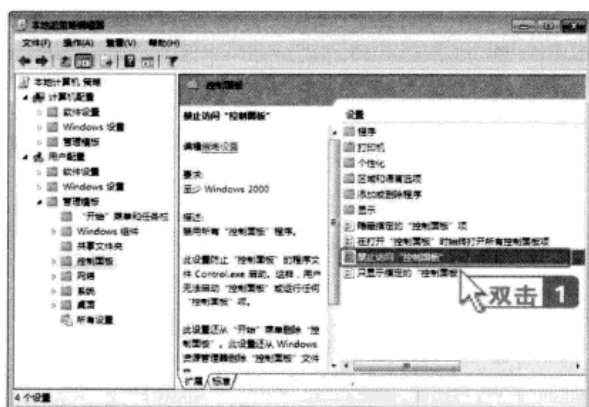 本地组策略编辑器
文件(F) 操作(A) 查看(V) 帮助(H)
本地计算机 策略
计算机配置
软件设置
Windows 设置
管理模板
用户配置
软件设置
Windows 设置
管理模板
“开始”菜单和任务栏
Windows 组件
共享文件夹
控制面板
网络
系统
桌面
所有设置
控制面板
禁止访问“控制面板”
编辑策略设置
要求:
至少 Windows 2000
描述:
禁用所有“控制面板”程序。
此设置防止“控制面板”的程序文
件 Control.exe 启动。这样,用户
无法启动“控制面板”或运行任何
“控制面板”项。
此设置还从“开始”菜单删除“控
制面板”。此设置还从 Windows
资源管理器删除“控制面板”文件
设置
程序
打印机
个性化
区域和语言选项
添加或删除程序
显示
隐藏指定的“控制面板”项
在打开“控制面板”时始终打开所有控制面板项
禁止访问“控制面板”
只显示指定的“控制面板”
双击 1
扩展 标准
4 个设置